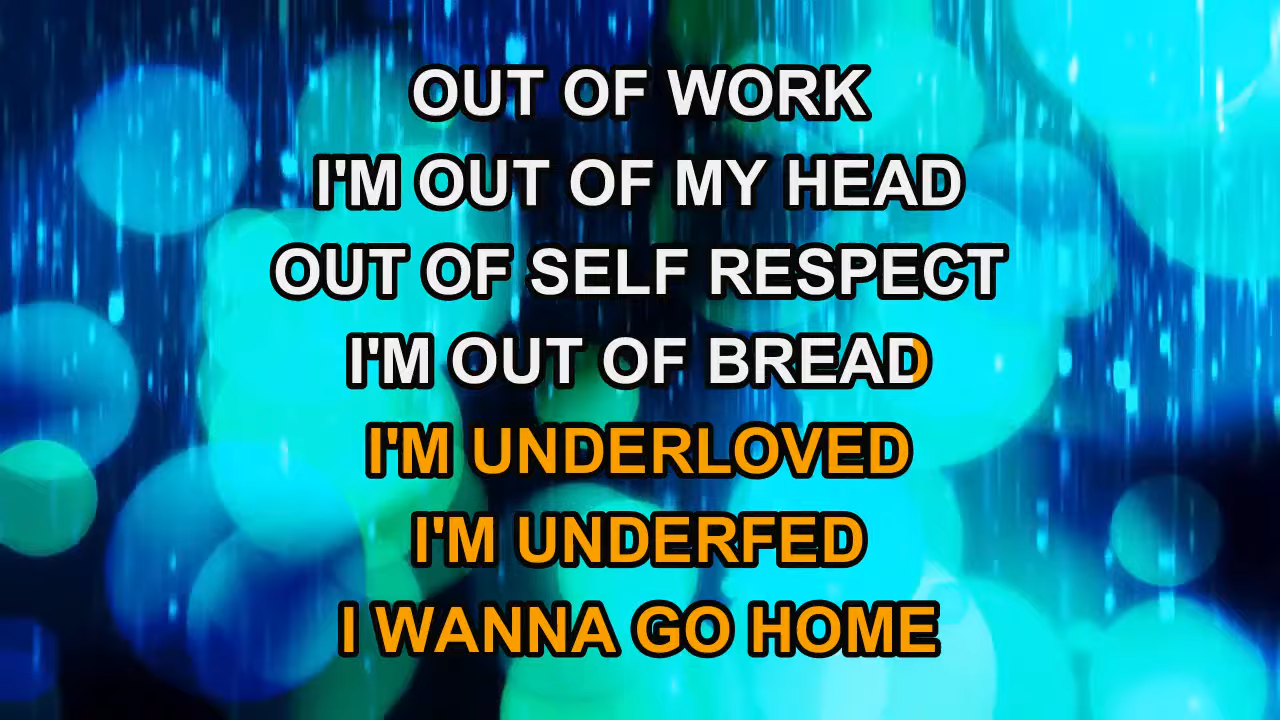 OUT OF WORK
I'M OUT OF MY HEAD
OUT OF SELF RESPECT
I'M OUT OF BREAD
I'M UNDERLOVED
I'M UNDERFED
I WANNA GO HOME